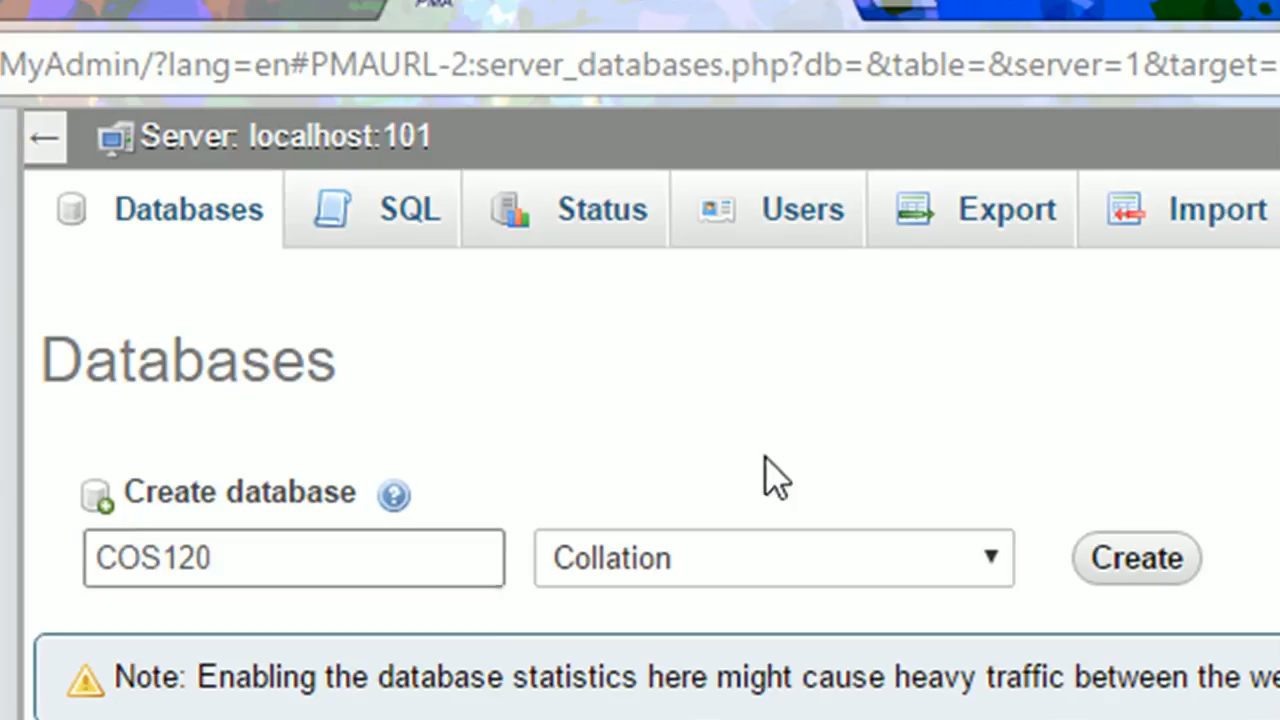 PMA
MyAdmin/?lang=en#PMAURL-2:server_databases.php?db=&table=&server=1&target=
← Server: localhost:101
Databases SQL Status Users Export Import
Databases
Create database
COS120 Collation Create
Note: Enabling the database statistics here might cause heavy traffic between the we